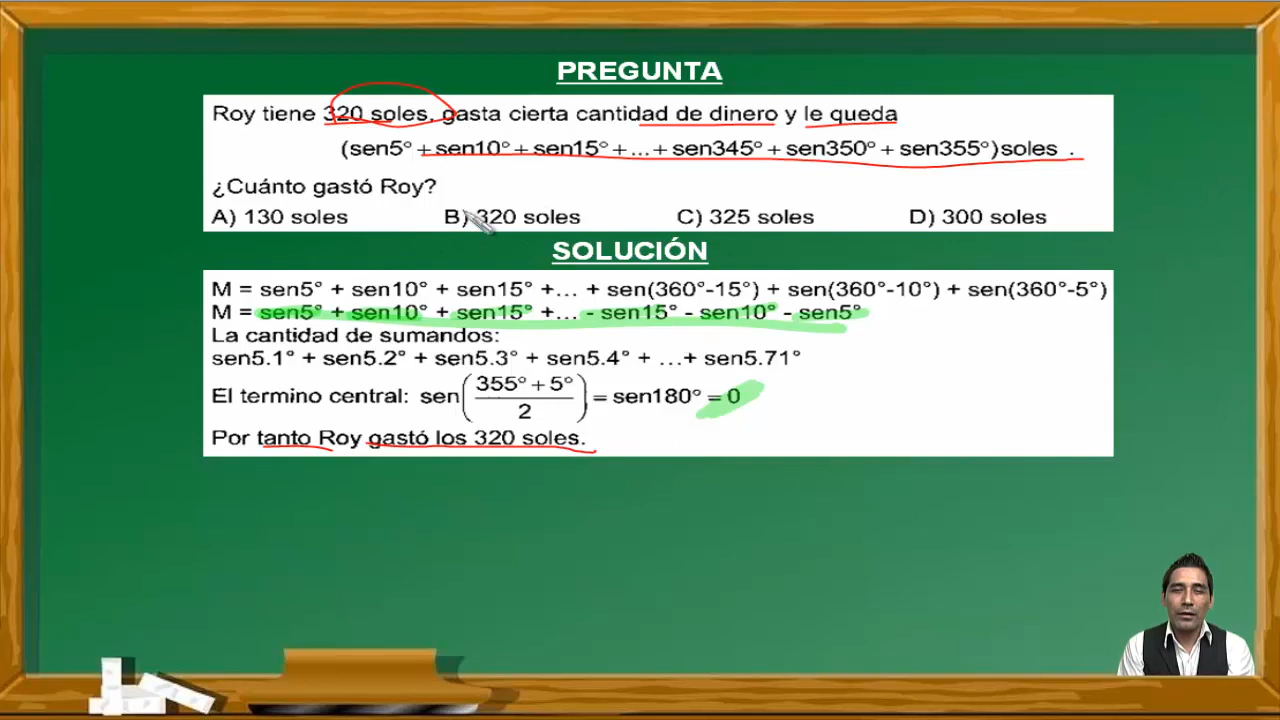 PREGUNTA
Roy tiene 320 soles, gasta cierta cantidad de dinero y le queda
(sen5° + sen10° + sen15° + ... + sen345° + sen350° + sen355°) soles .
¿Cuánto gastó Roy?
A) 130 soles B) 320 soles C) 325 soles D) 300 soles
SOLUCIÓN
M = sen5° + sen10° + sen15° +... + sen(360°-15°) + sen(360°-10°) + sen(360°-5°)
M = sen5° + sen10° + sen15° +... - sen15° - sen10° - sen5°
La cantidad de sumandos:
sen5.1° + sen5.2° + sen5.3° + sen5.4° + ...+ sen5.71°
El termino central: sen(355° + 5° / 2) = sen180° = 0
Por tanto Roy gastó los 320 soles.